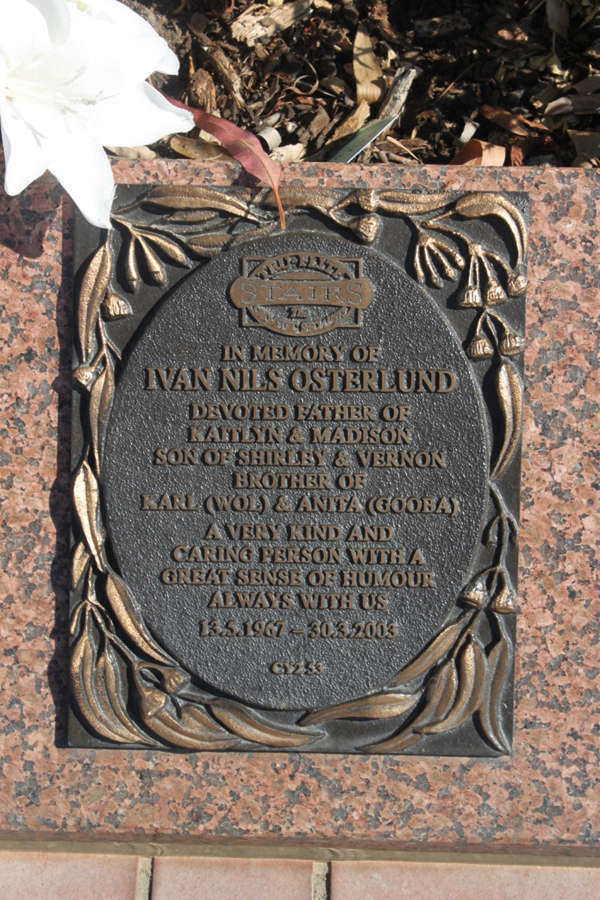 STAIRS
IN MEMORY OF
IVAN NILS OSTERLUND
DEVOTED FATHER OF
KAITLYN & MADISON
SON OF SHIRLEY & VERNON
BROTHER OF
KARL (WOL) & ANITA (GOOBA)
A VERY KIND AND
CARING PERSON WITH A
GREAT SENSE OF HUMOUR
ALWAYS WITH US
13.5.1967 – 30.3.2003